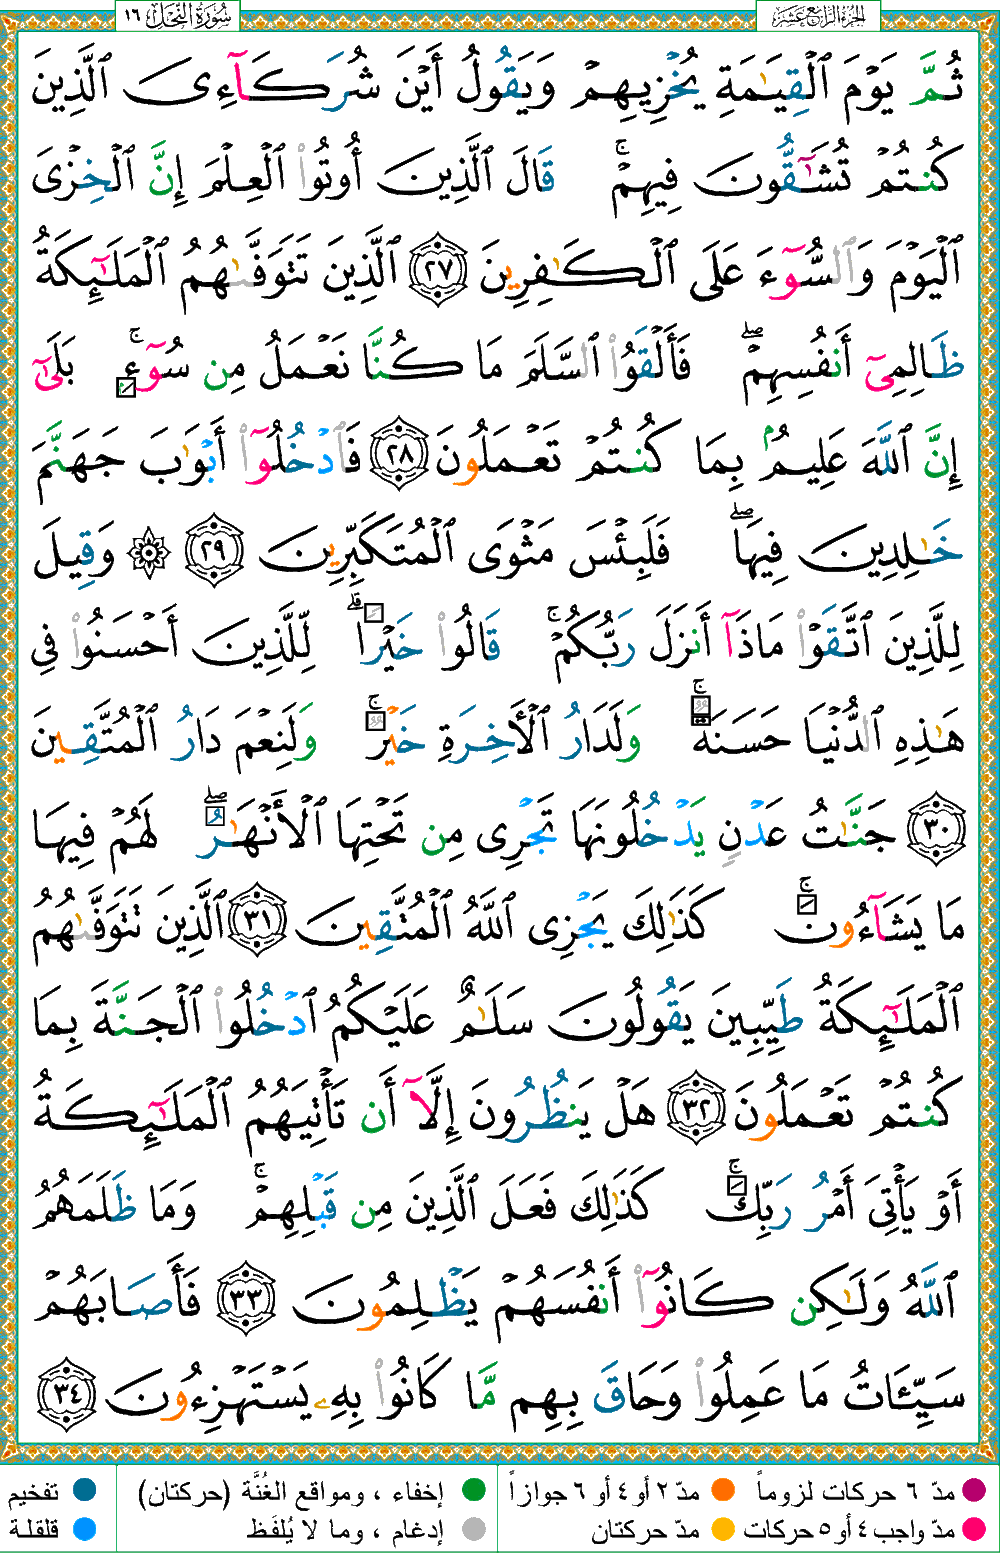 الجزء الرابع عشر
سورة النحل ١٦
ثُمَّ يَوْمَ ٱلْقِيَـٰمَةِ يُخْزِيهِمْ وَيَقُولُ أَيْنَ شُرَكَآءِىَ ٱلَّذِينَ
كُنتُمْ تُشَـٰٓقُّونَ فِيهِمْ ۚ قَالَ ٱلَّذِينَ أُوتُوا۟ ٱلْعِلْمَ إِنَّ ٱلْخِزْىَ
ٱلْيَوْمَ وَٱلسُّوٓءَ عَلَى ٱلْكَـٰفِرِينَ ٢٧ ٱلَّذِينَ تَتَوَفَّىٰهُمُ ٱلْمَلَـٰٓئِكَةُ
ظَالِمِىٓ أَنفُسِهِمْ ۖ فَأَلْقَوُا۟ ٱلسَّلَمَ مَا كُنَّا نَعْمَلُ مِن سُوٓءٍۭ ۚ بَلَىٰٓ
إِنَّ ٱللَّهَ عَلِيمٌۢ بِمَا كُنتُمْ تَعْمَلُونَ ٢٨ فَٱدْخُلُوٓا۟ أَبْوَٰبَ جَهَنَّمَ
خَـٰلِدِينَ فِيهَا ۖ فَلَبِئْسَ مَثْوَى ٱلْمُتَكَبِّرِينَ ٢٩ ۞ وَقِيلَ
لِلَّذِينَ ٱتَّقَوْا۟ مَاذَآ أَنزَلَ رَبُّكُمْ ۚ قَالُوا۟ خَيْرًا ۗ لِّلَّذِينَ أَحْسَنُوا۟ فِى
هَـٰذِهِ ٱلدُّنْيَا حَسَنَةٌ ۚ وَلَدَارُ ٱلْـَٔاخِرَةِ خَيْرٌ ۚ وَلَنِعْمَ دَارُ ٱلْمُتَّقِينَ
٣٠ جَنَّـٰتُ عَدْنٍ يَدْخُلُونَهَا تَجْرِى مِن تَحْتِهَا ٱلْأَنْهَـٰرُ ۖ لَهُمْ فِيهَا
مَا يَشَآءُونَ ۚ كَذَٰلِكَ يَجْزِى ٱللَّهُ ٱلْمُتَّقِينَ ٣١ ٱلَّذِينَ تَتَوَفَّىٰهُمُ
ٱلْمَلَـٰٓئِكَةُ طَيِّبِينَ يَقُولُونَ سَلَـٰمٌ عَلَيْكُمُ ٱدْخُلُوا۟ ٱلْجَنَّةَ بِمَا
كُنتُمْ تَعْمَلُونَ ٣٢ هَلْ يَنظُرُونَ إِلَّآ أَن تَأْتِيَهُمُ ٱلْمَلَـٰٓئِكَةُ
أَوْ يَأْتِىَ أَمْرُ رَبِّكَ ۚ كَذَٰلِكَ فَعَلَ ٱلَّذِينَ مِن قَبْلِهِمْ ۚ وَمَا ظَلَمَهُمُ
ٱللَّهُ وَلَـٰكِن كَانُوٓا۟ أَنفُسَهُمْ يَظْلِمُونَ ٣٣ فَأَصَابَهُمْ
سَيِّـَٔاتُ مَا عَمِلُوا۟ وَحَاقَ بِهِم مَّا كَانُوا۟ بِهِۦ يَسْتَهْزِءُونَ ٣٤
مدّ ٦ حركات لزوماً مدّ ٢ أو ٤ أو ٦ جوازاً إخفاء ، ومواقع الغُنَّة (حركتان) تفخيم
مدّ واجب ٤ أو ٥ حركات مدّ حركتان إدغام ، وما لا يُلفَظ قلقلة